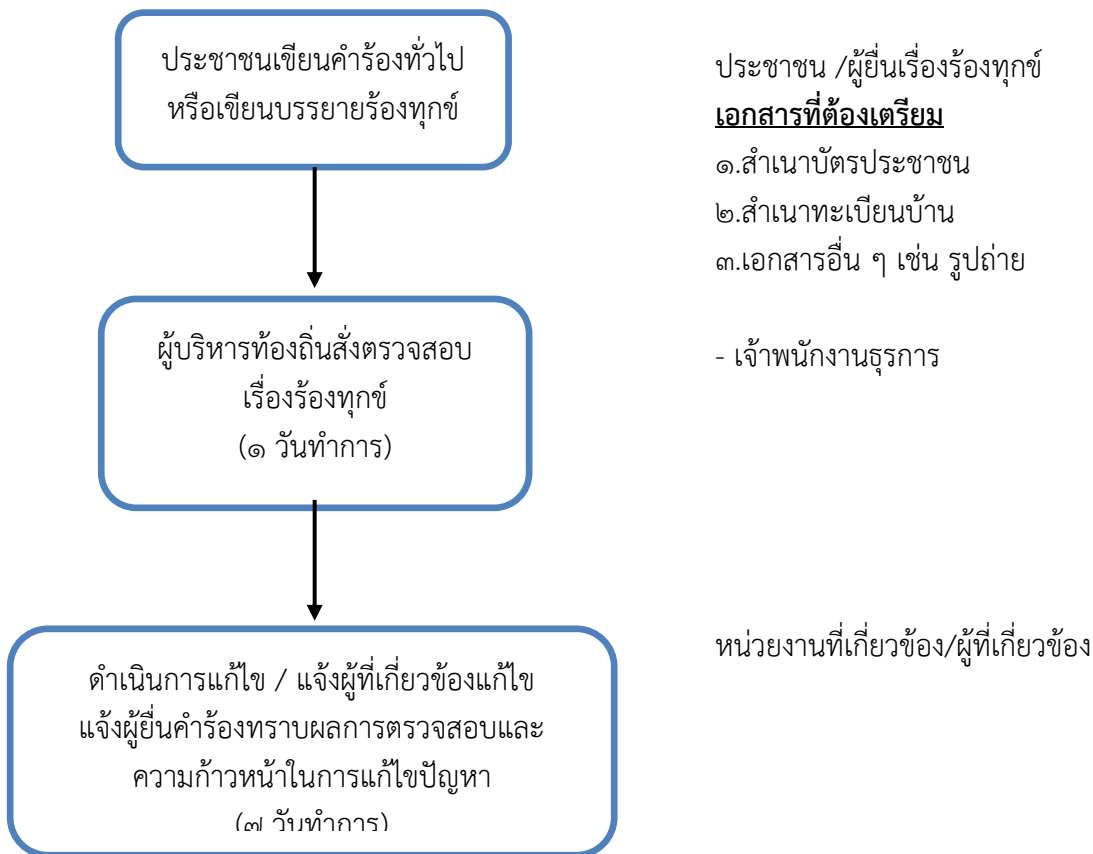 ประชาชนเขียนคำร้องทั่วไป
หรือเขียนบรรยายร้องทุกข์
ประชาชน /ผู้ยื่นเรื่องร้องทุกข์
เอกสารที่ต้องเตรียม
๑.สำเนาบัตรประชาชน
๒.สำเนาทะเบียนบ้าน
๓.เอกสารอื่น ๆ เช่น รูปถ่าย
ผู้บริหารท้องถิ่นสั่งตรวจสอบ
เรื่องร้องทุกข์
(๑ วันทำการ)
- เจ้าพนักงานธุรการ
ดำเนินการแก้ไข / แจ้งผู้ที่เกี่ยวข้องแก้ไข
แจ้งผู้ยื่นคำร้องทราบผลการตรวจสอบและ
ความก้าวหน้าในการแก้ไขปัญหา
(๗ วันทำการ)
หน่วยงานที่เกี่ยวข้อง/ผู้ที่เกี่ยวข้อง